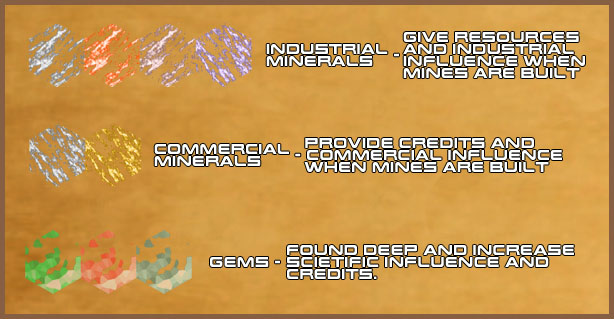 INDUSTRIAL MINERALS - GIVE RESOURCES
AND INDUSTRIAL
INFLUENCE WHEN
MINES ARE BUILT
COMMERCIAL MINERALS - PROVIDE CREDITS AND
COMMERCIAL INFLUENCE
WHEN MINES ARE BUILT
GEMS - FOUND DEEP AND INCREASE
SCIETIFIC INFLUENCE AND
CREDITS.